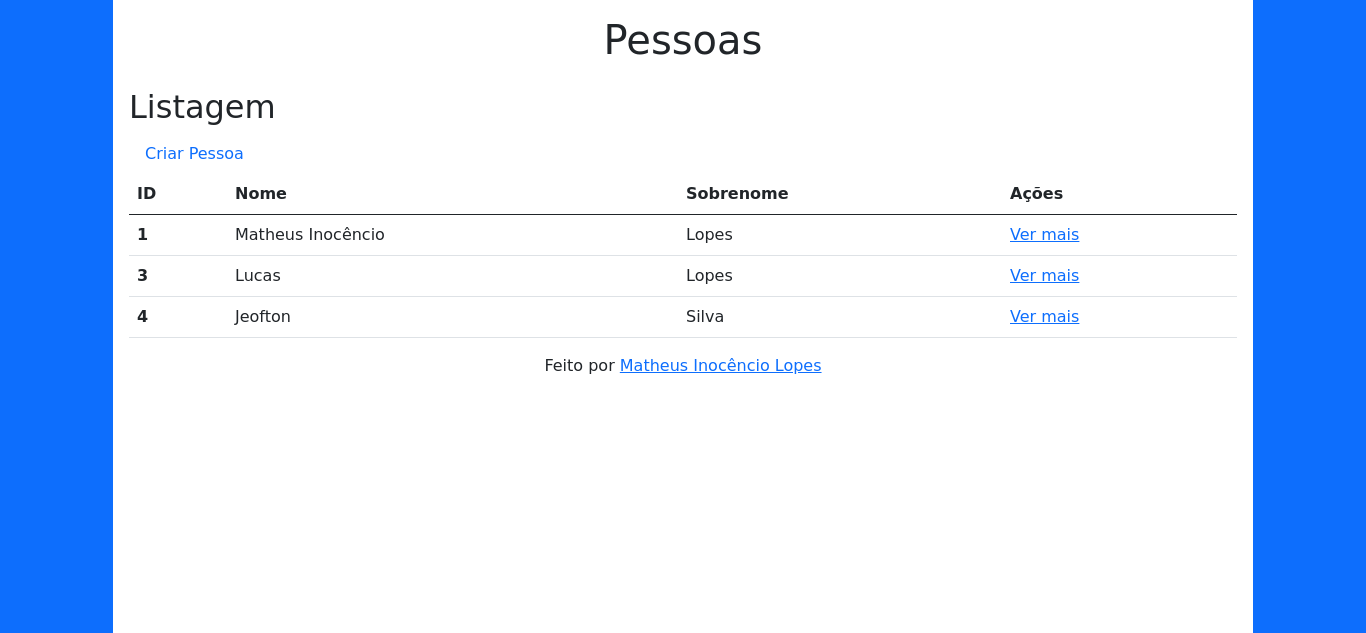 Pessoas
Listagem
Criar Pessoa
ID Nome Sobrenome Ações
1 Matheus Inocêncio Lopes Ver mais
3 Lucas Lopes Ver mais
4 Jeofton Silva Ver mais
Feito por Matheus Inocêncio Lopes